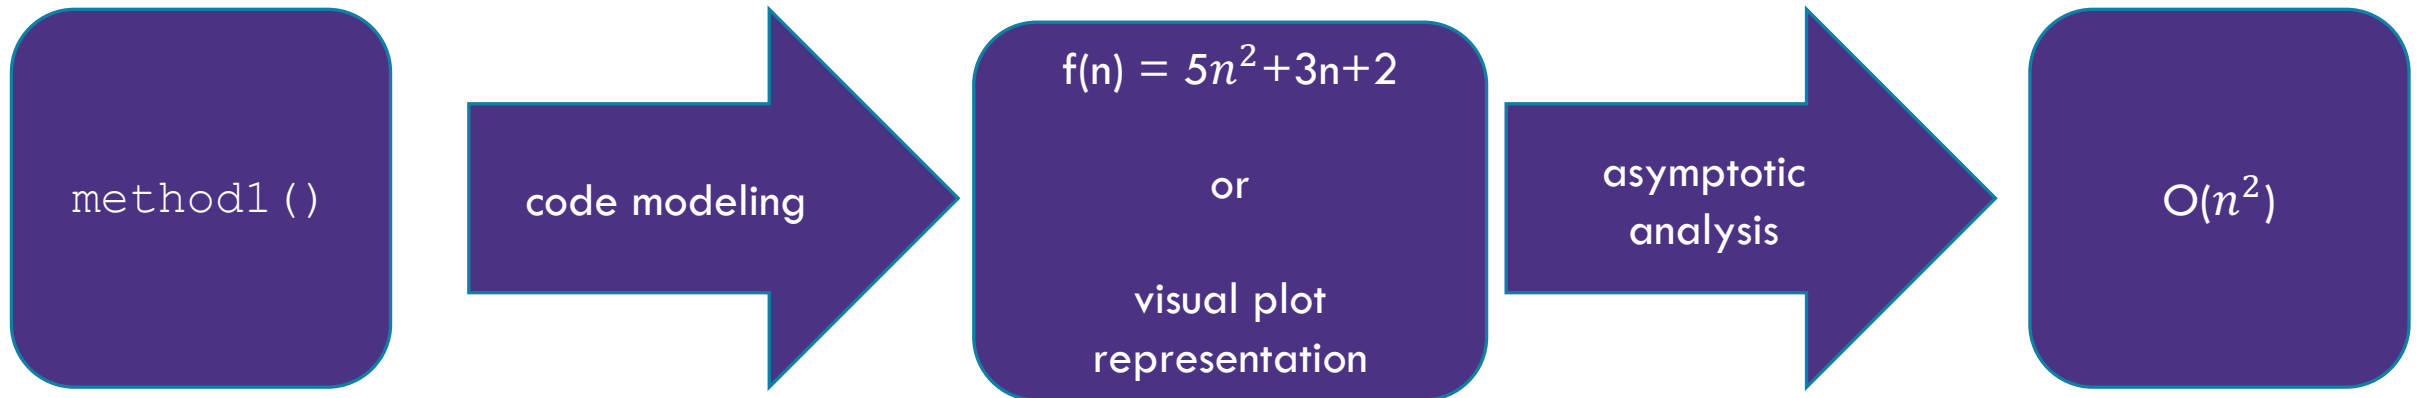 method1()
code modeling
f(n) = 5n²+3n+2
or
visual plot
representation
asymptotic
analysis
O(n²)